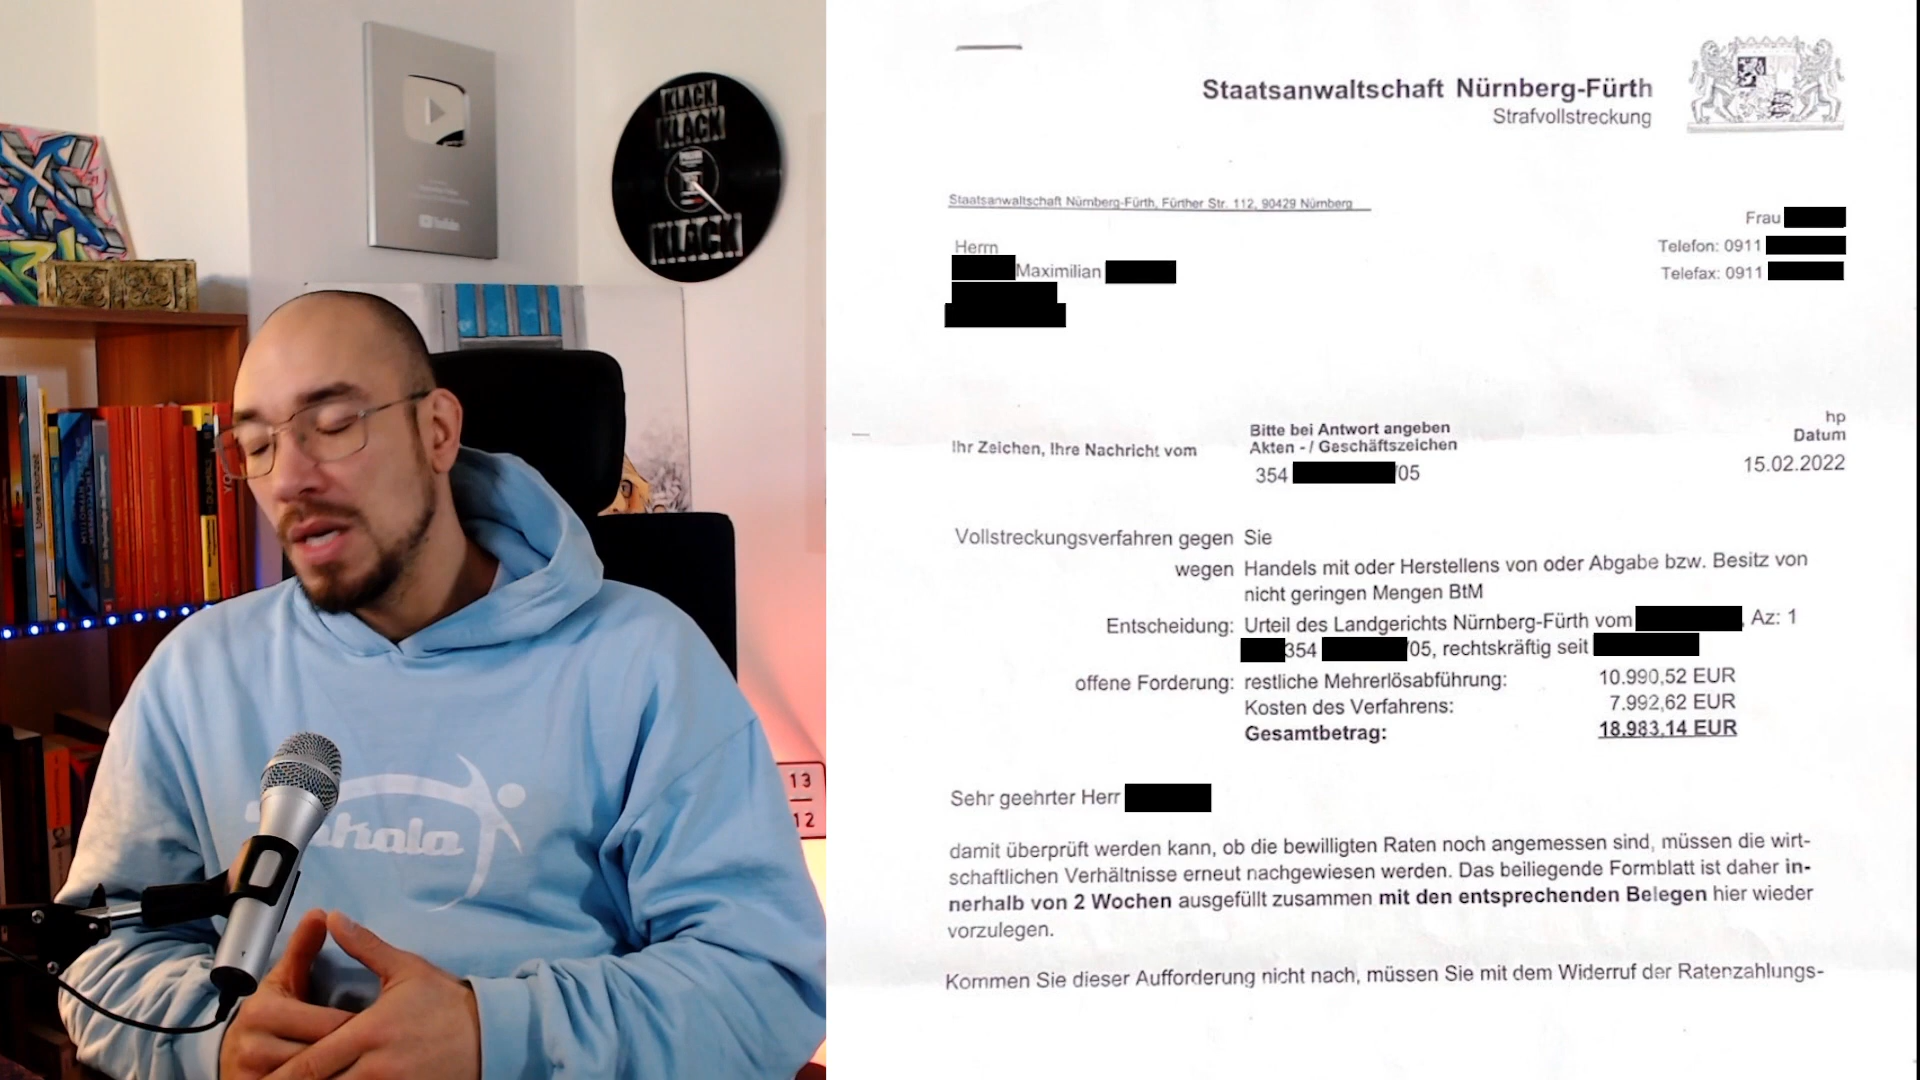 KLACK
KLACK
KLACK
YouTube
Unsere Hochzeit
13
12
Staatsanwaltschaft Nürnberg-Fürth
Strafvollstreckung
Staatsanwaltschaft Nürnberg-Fürth, Fürther Str. 112, 90429 Nürnberg
Frau
Telefon: 0911
Telefax: 0911
Herrn
Maximilian
hp
Ihr Zeichen, Ihre Nachricht vom
Bitte bei Antwort angeben
Akten - / Geschäftszeichen
354 /05
Datum
15.02.2022
Vollstreckungsverfahren gegen Sie
wegen Handels mit oder Herstellens von oder Abgabe bzw. Besitz von
nicht geringen Mengen BtM
Entscheidung: Urteil des Landgerichts Nürnberg-Fürth vom , Az: 1
354 /05, rechtskräftig seit
offene Forderung: restliche Mehrerlösabführung: 10.990,52 EUR
Kosten des Verfahrens: 7.992,62 EUR
Gesamtbetrag: 18.983,14 EUR
Sehr geehrter Herr
damit überprüft werden kann, ob die bewilligten Raten noch angemessen sind, müssen die wirt-
schaftlichen Verhältnisse erneut nachgewiesen werden. Das beiliegende Formblatt ist daher in-
nerhalb von 2 Wochen ausgefüllt zusammen mit den entsprechenden Belegen hier wieder
vorzulegen.
Kommen Sie dieser Aufforderung nicht nach, müssen Sie mit dem Widerruf der Ratenzahlungs-